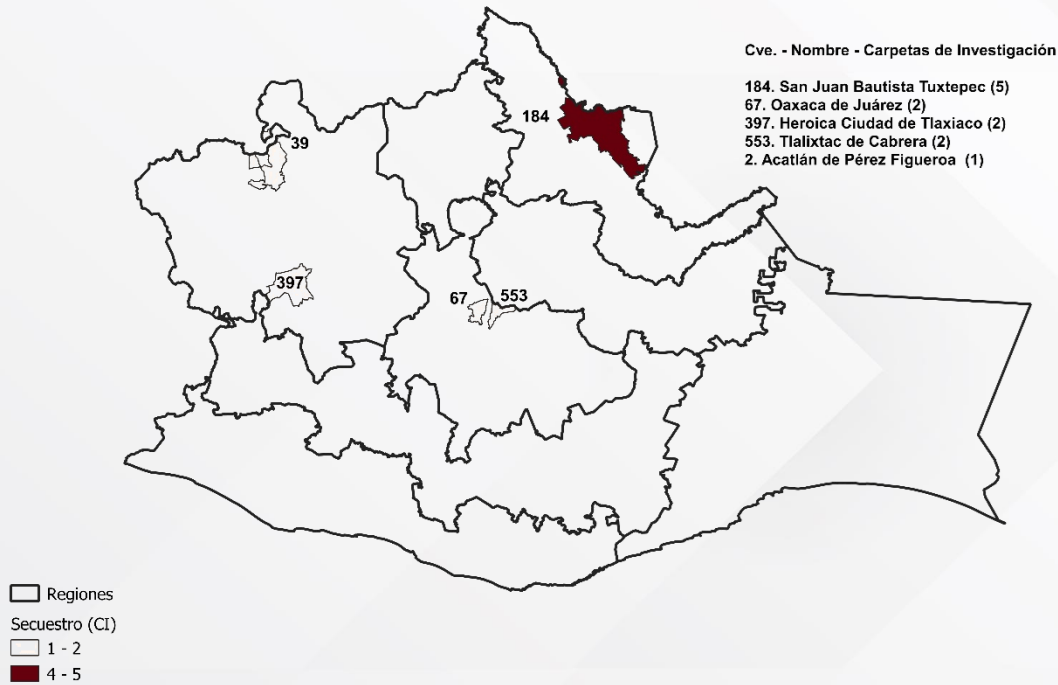 Cve. - Nombre - Carpetas de Investigación
184. San Juan Bautista Tuxtepec (5)
67. Oaxaca de Juárez (2)
397. Heroica Ciudad de Tlaxiaco (2)
553. Tlalixtac de Cabrera (2)
2. Acatlán de Pérez Figueroa (1)
184
39
397
67
553
Regiones
Secuestro (CI)
1 - 2
4 - 5